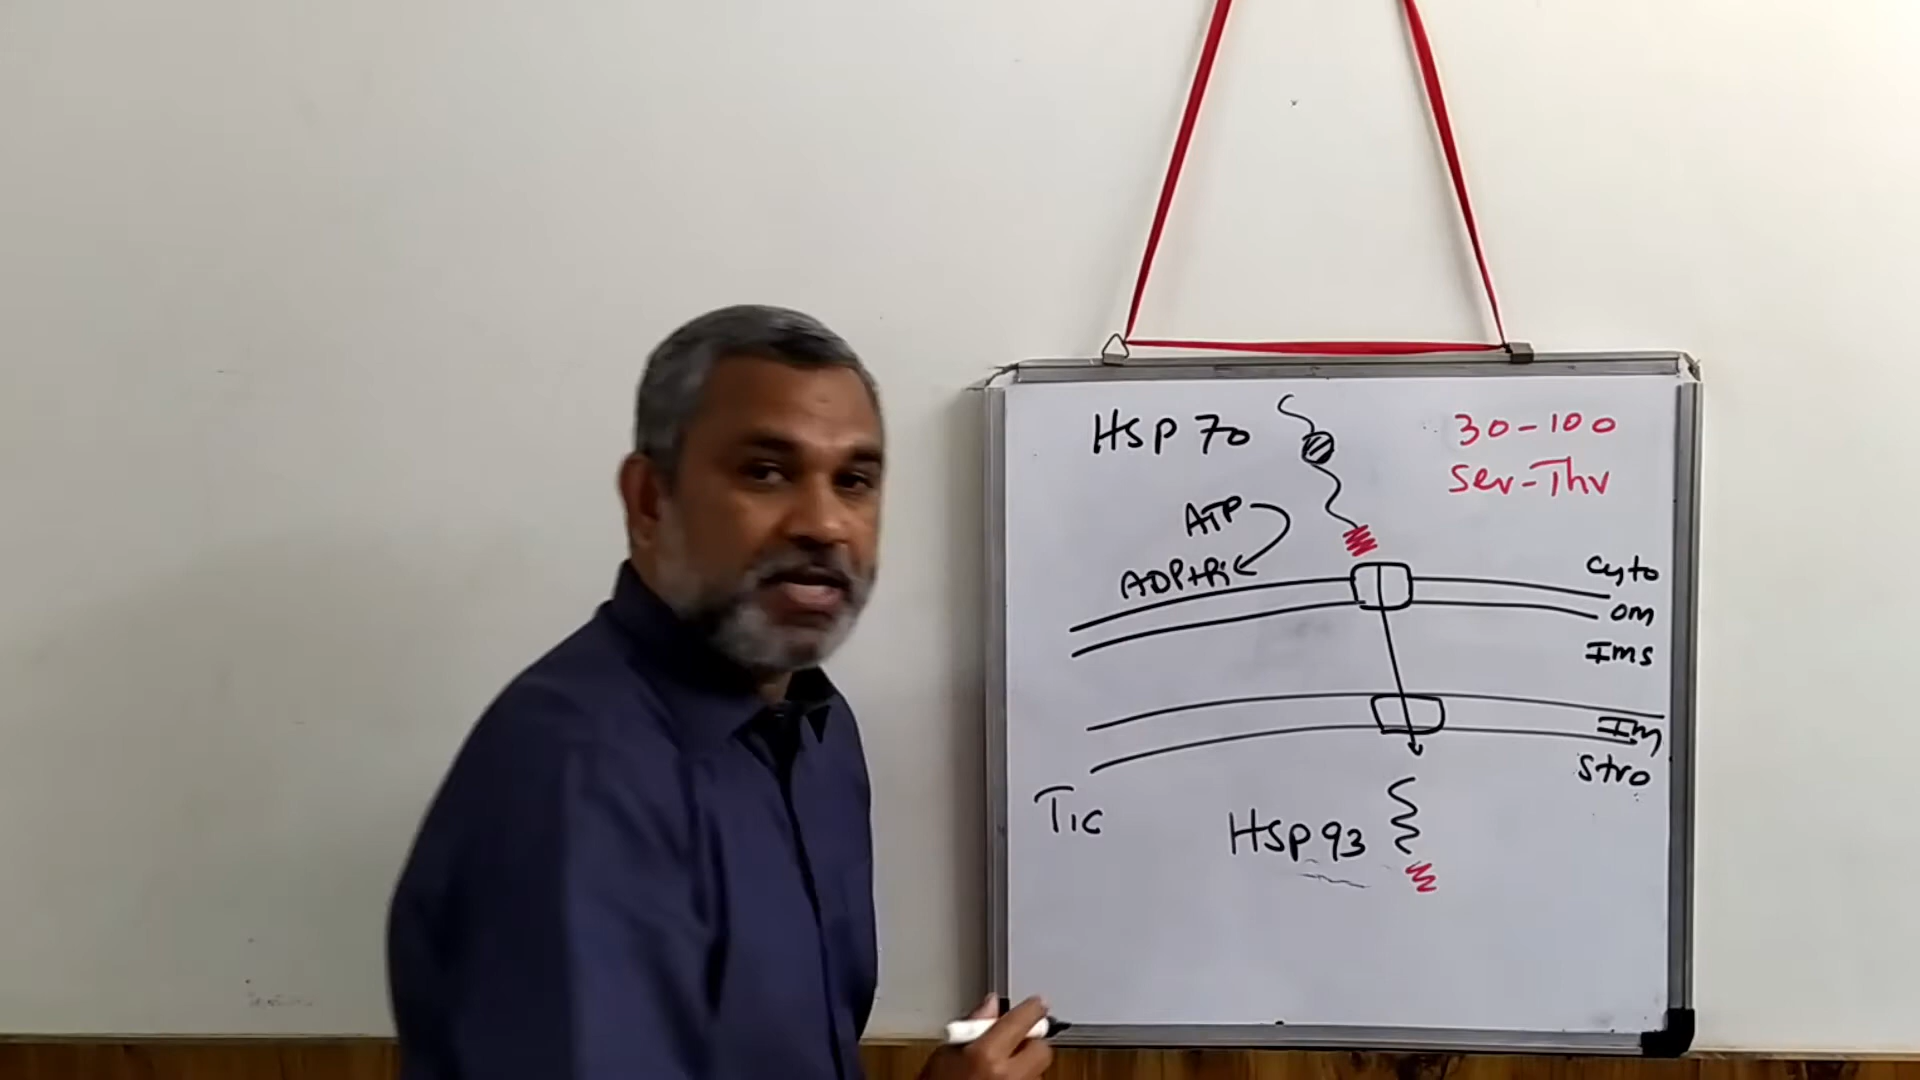 HSP 70
30-100
Ser-Thr
ATP
ADP+Pi
Cyto
OM
Ims
Im
Stro
Tic
HSP 93